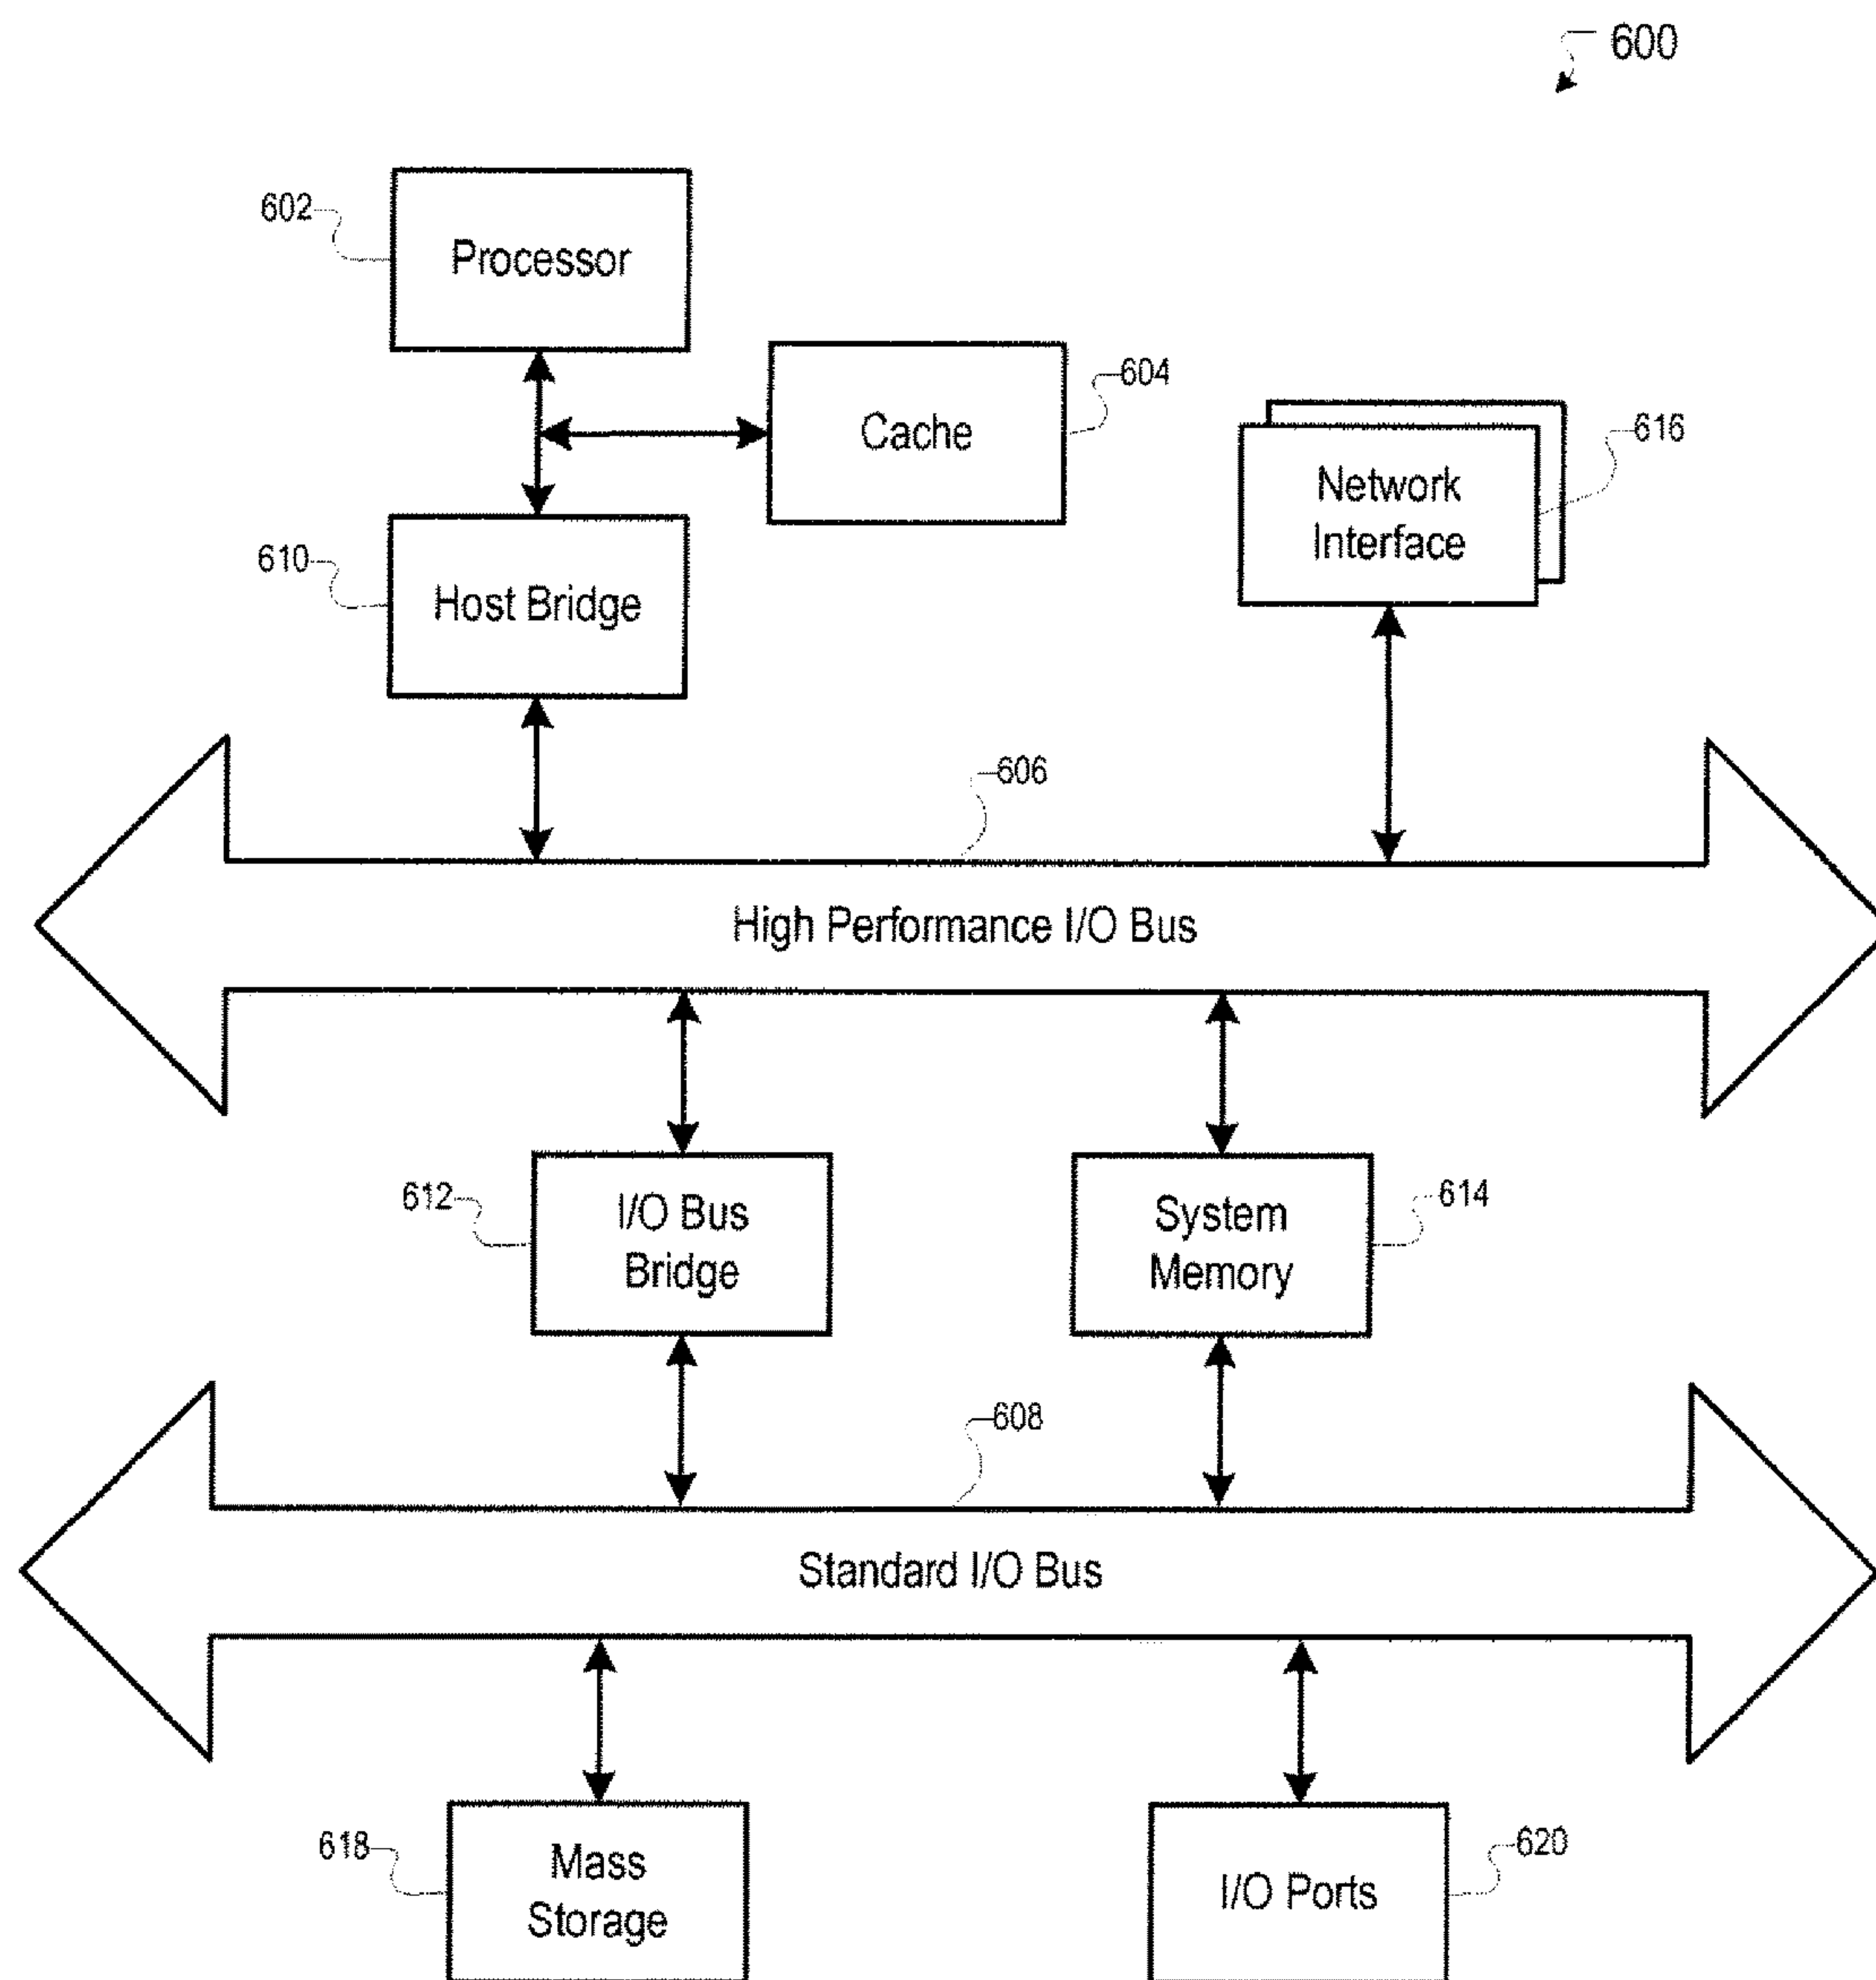 600
602
Processor
604
Cache
616
Network
Interface
610
Host Bridge
606
High Performance I/O Bus
612
I/O Bus
Bridge
614
System
Memory
608
Standard I/O Bus
618
Mass
Storage
620
I/O Ports